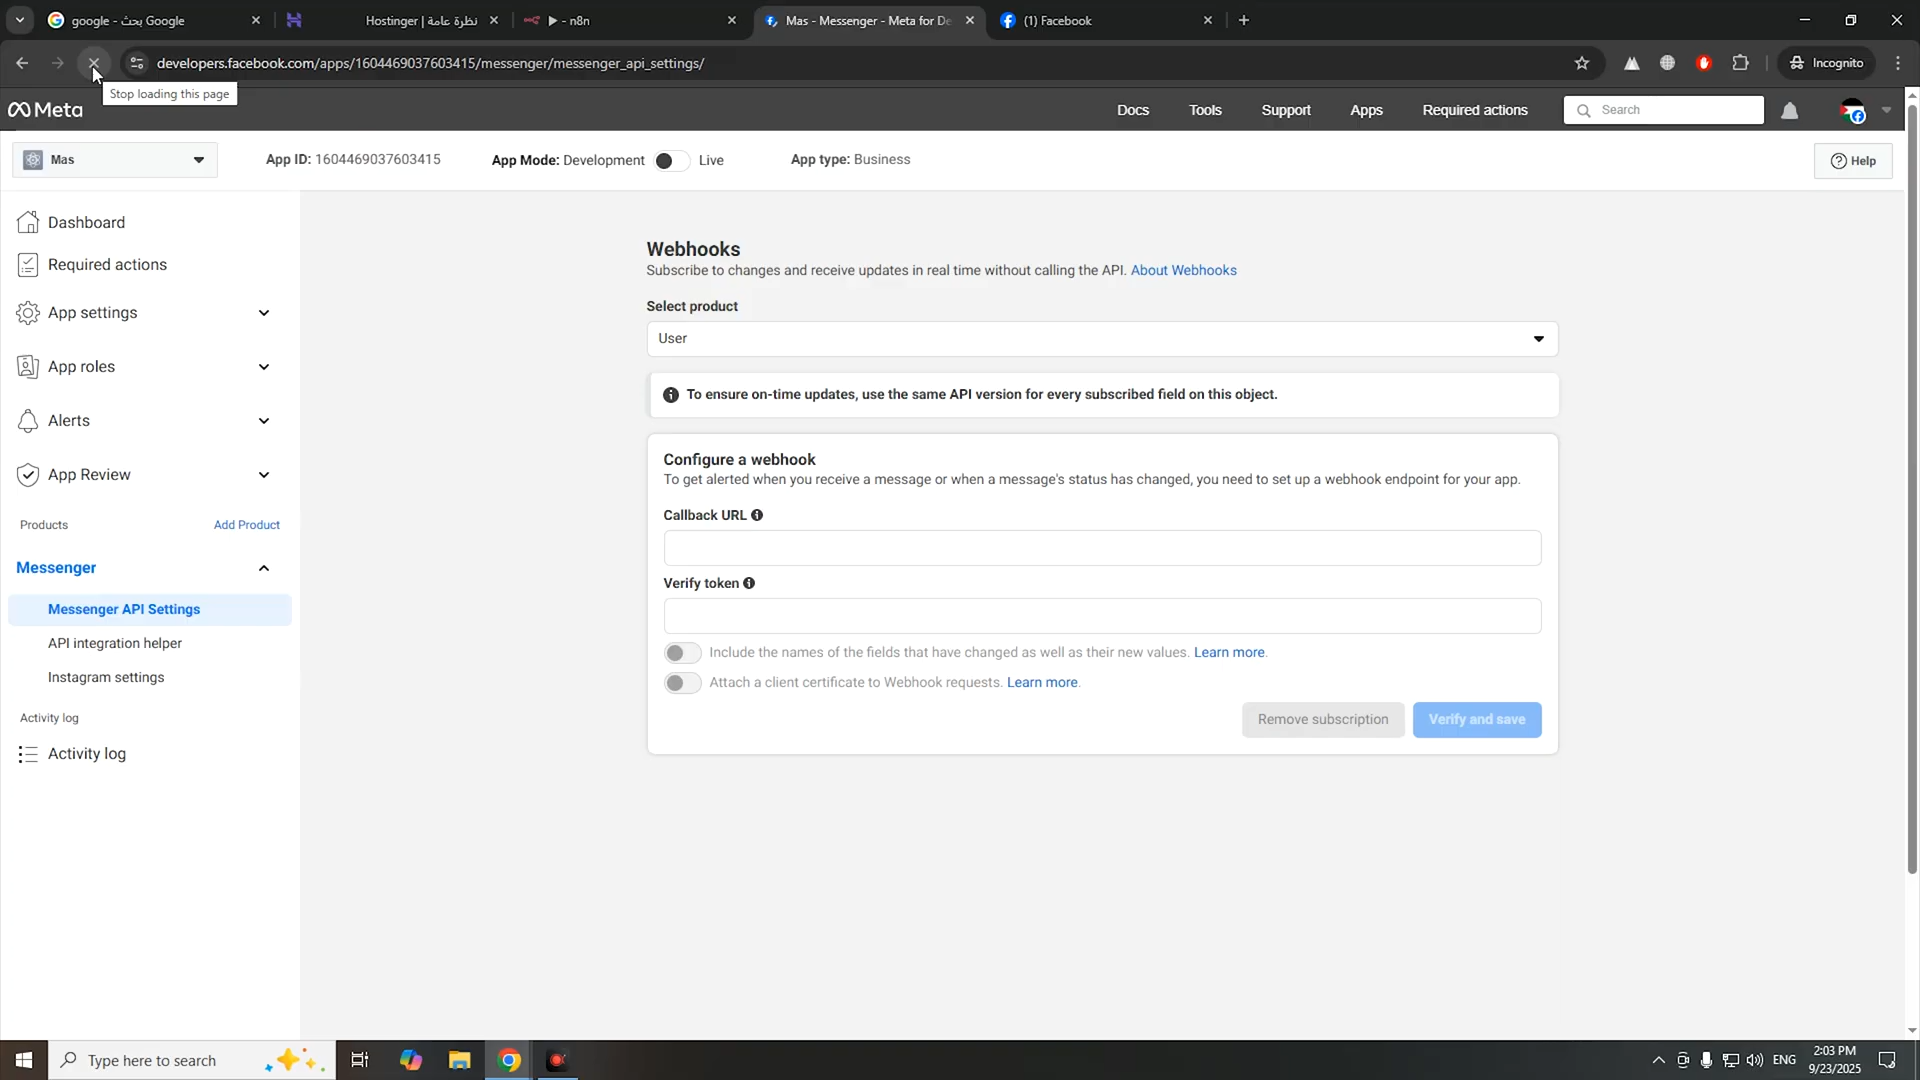 google - بحث Google
Hostinger | نظرة عامة
▶ - n8n
Mas - Messenger - Meta for De
(1) Facebook
developers.facebook.com/apps/1604469037603415/messenger/messenger_api_settings/
Incognito
Stop loading this page
Meta
Docs
Tools
Support
Apps
Required actions
Search
Mas
App ID: 1604469037603415
App Mode: Development
Live
App type: Business
Help
Dashboard
Required actions
App settings
App roles
Alerts
App Review
Products
Add Product
Messenger
Messenger API Settings
API integration helper
Instagram settings
Activity log
Activity log
Webhooks
Subscribe to changes and receive updates in real time without calling the API. About Webhooks
Select product
User
To ensure on-time updates, use the same API version for every subscribed field on this object.
Configure a webhook
To get alerted when you receive a message or when a message's status has changed, you need to set up a webhook endpoint for your app.
Callback URL
Verify token
Include the names of the fields that have changed as well as their new values. Learn more.
Attach a client certificate to Webhook requests. Learn more.
Remove subscription
Verify and save
Type here to search
ENG
2:03 PM
9/23/2025